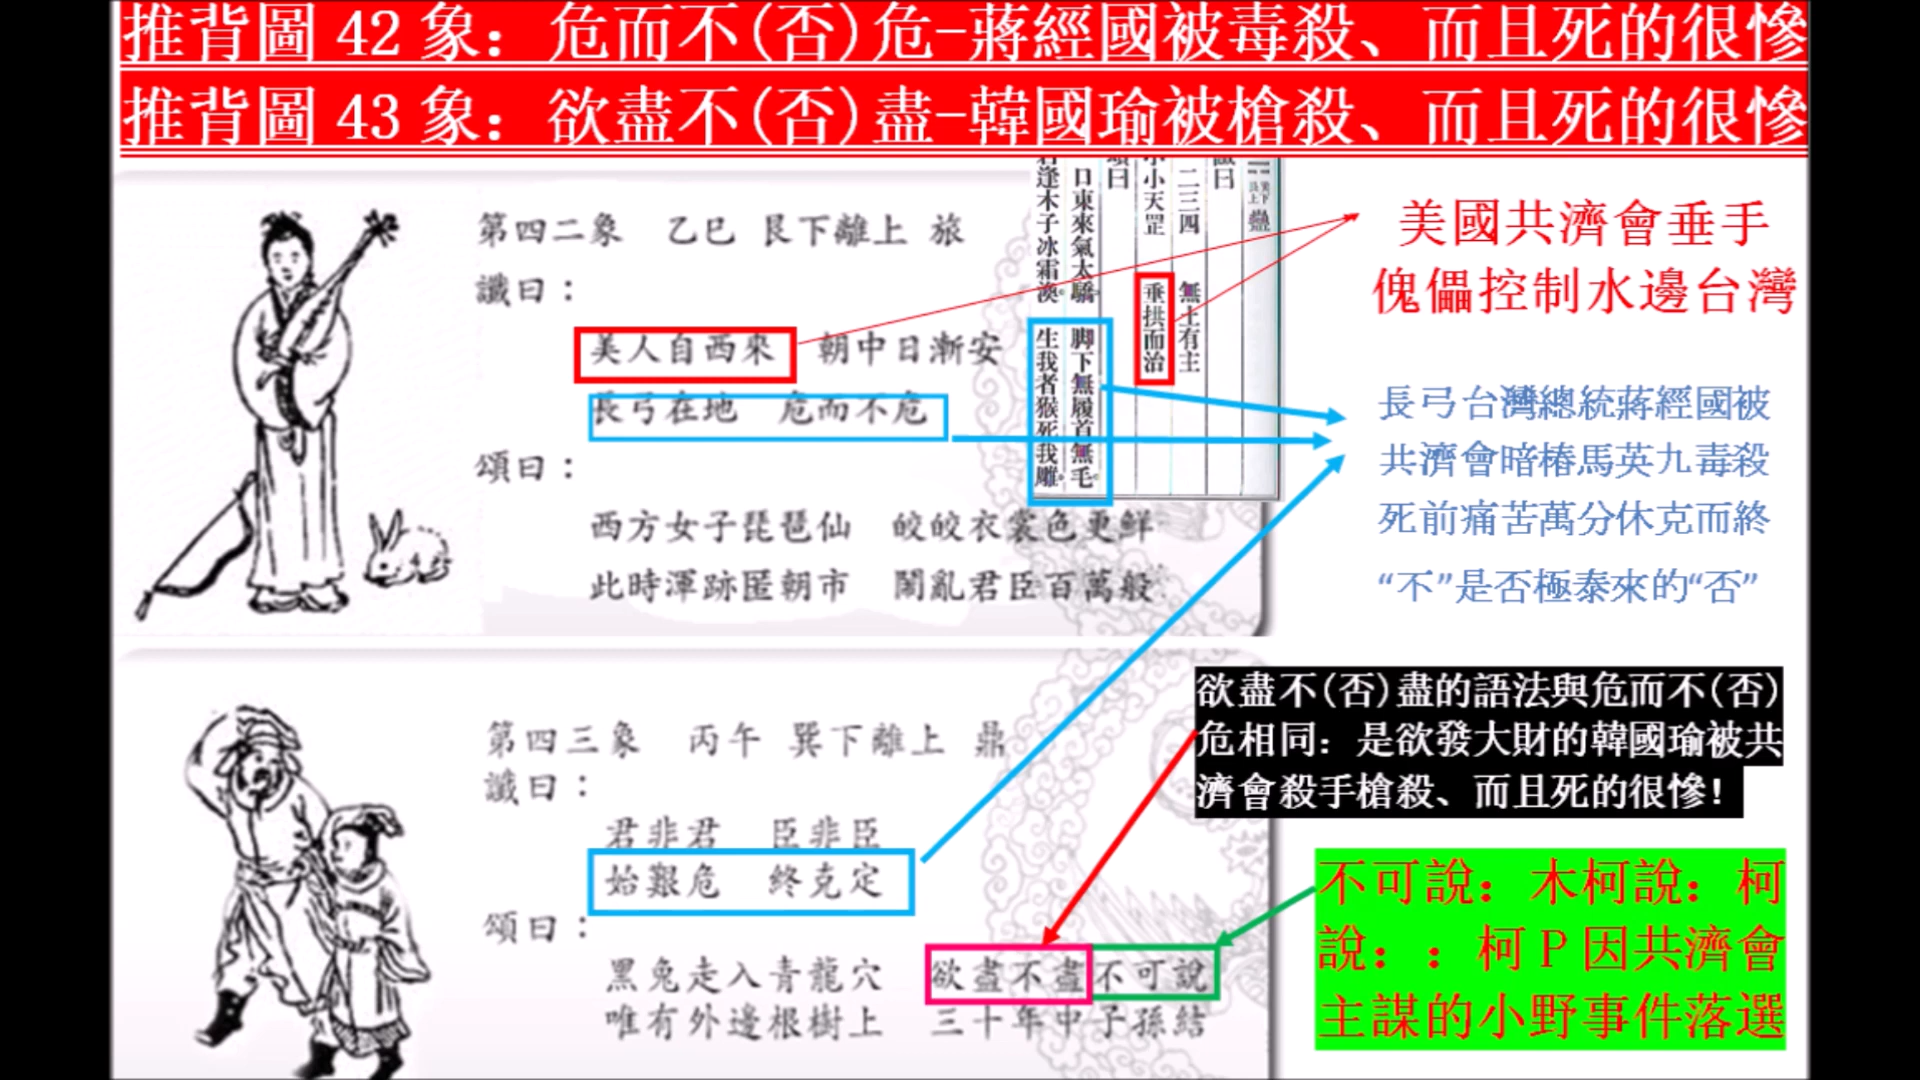 推背圖 42 象：危而不(否)危-蔣經國被毒殺、而且死的很慘
推背圖 43 象：欲盡不(否)盡-韓國瑜被槍殺、而且死的很慘
第四二象 乙巳 艮下離上 旅
讖曰：
美人自西來 朝中日漸安
長弓在地 危而不危
頌曰：
西方女子琵琶仙 皎皎衣裳色更鮮
此時渾跡匿朝市 鬧亂君臣百萬般
巽下
艮上 蠱
曰
二三四 無土有主
小小天罡 垂拱而治
頌曰
口東來氣太驕 脚下無履首無毛
若逢木子冰霜渙 生我者猴死我雕
美國共濟會垂手
傀儡控制水邊台灣
長弓台灣總統蔣經國被
共濟會暗樁馬英九毒殺
死前痛苦萬分休克而終
“不”是否極泰來的“否”
第四三象 丙午 巽下離上 鼎
讖曰：
君非君 臣非臣
始艱危 終克定
頌曰：
黑兔走入青龍穴 欲盡不盡不可說
唯有外邊根樹上 三十年中子孫結
欲盡不(否)盡的語法與危而不(否)
危相同：是欲發大財的韓國瑜被共
濟會殺手槍殺、而且死的很慘!
不可說：木柯說：柯
說：：柯P因共濟會
主謀的小野事件落選